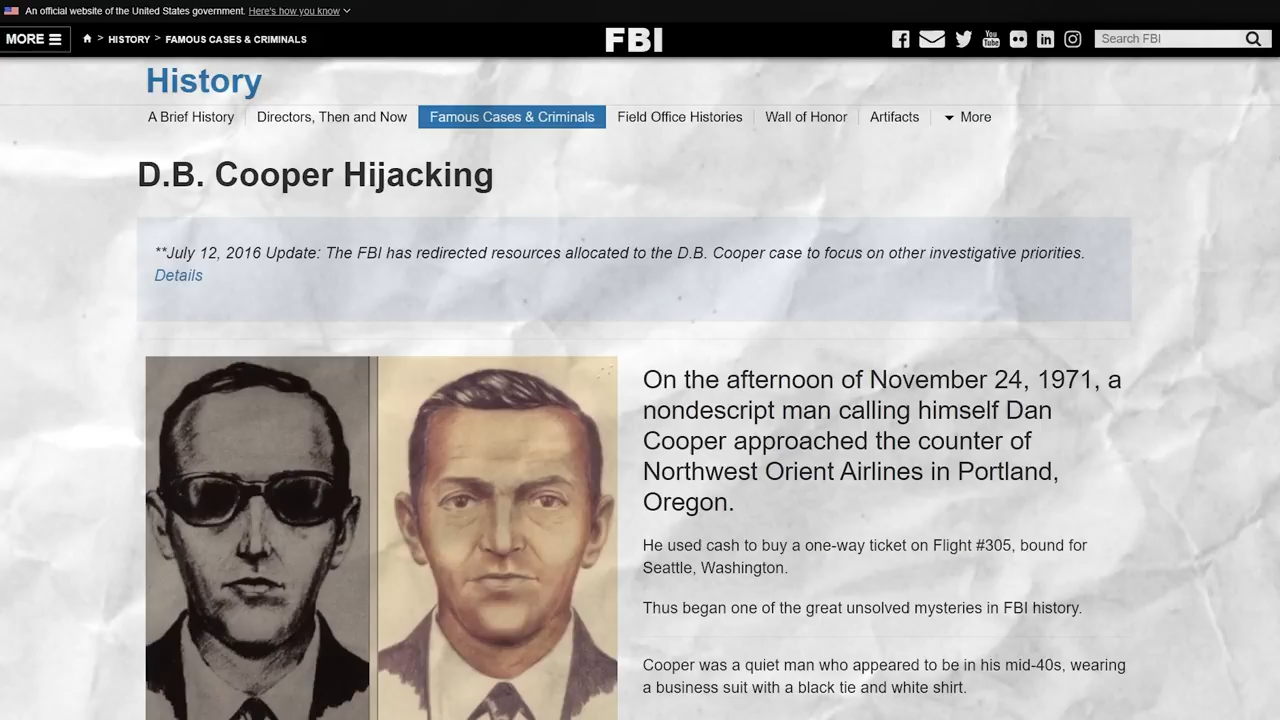 An official website of the United States government. Here's how you know
MORE
> HISTORY > FAMOUS CASES & CRIMINALS
FBI
You
Tube
in
Search FBI
History
A Brief History
Directors, Then and Now
Famous Cases & Criminals
Field Office Histories
Wall of Honor
Artifacts
More
D.B. Cooper Hijacking
**July 12, 2016 Update: The FBI has redirected resources allocated to the D.B. Cooper case to focus on other investigative priorities.
Details
On the afternoon of November 24, 1971, a
nondescript man calling himself Dan
Cooper approached the counter of
Northwest Orient Airlines in Portland,
Oregon.
He used cash to buy a one-way ticket on Flight #305, bound for
Seattle, Washington.
Thus began one of the great unsolved mysteries in FBI history.
Cooper was a quiet man who appeared to be in his mid-40s, wearing
a business suit with a black tie and white shirt.